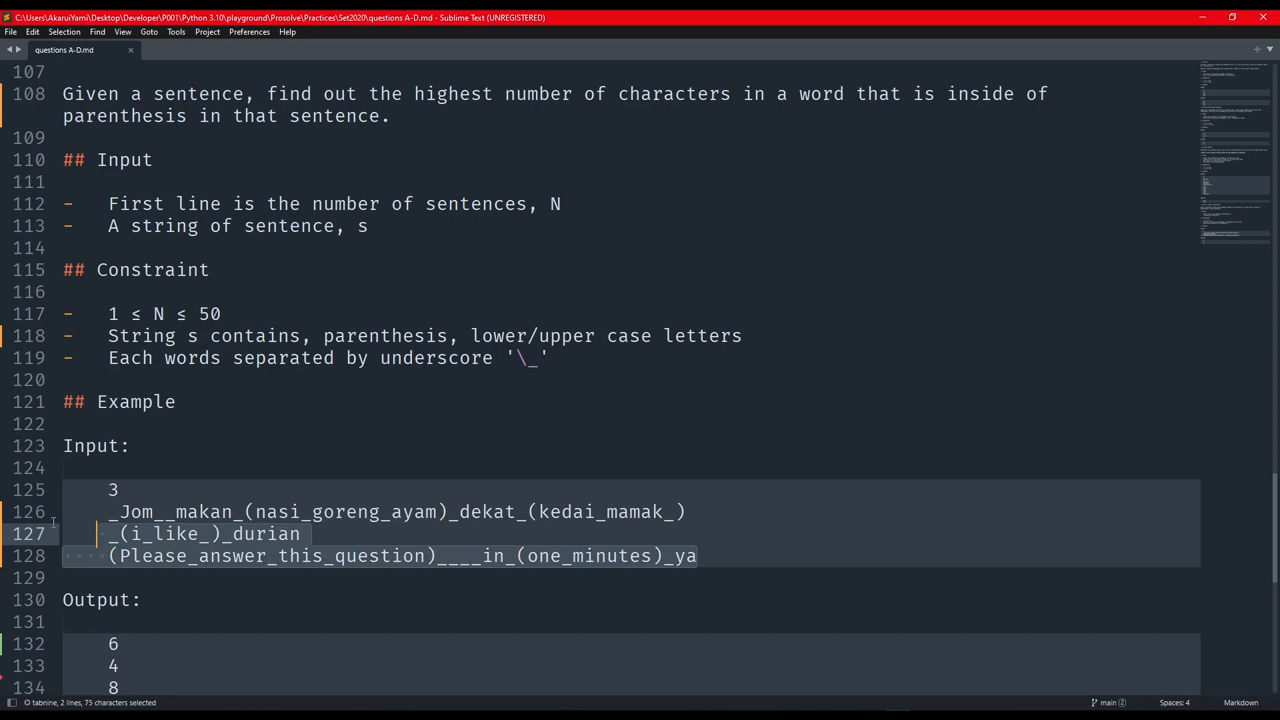 C:\Users\AkaruiYami\Desktop\Developer\P001\Python 3.10\playground\Prosolve\Practices\Set2020\questions A-D.md - Sublime Text (UNREGISTERED)
File Edit Selection Find View Goto Tools Project Preferences Help
questions A-D.md
107
108 Given a sentence, find out the highest number of characters in a word that is inside of
parenthesis in that sentence.
109
110 ## Input
111
112 - First line is the number of sentences, N
113 - A string of sentence, s
114
115 ## Constraint
116
117 - 1 ≤ N ≤ 50
118 - String s contains, parenthesis, lower/upper case letters
119 - Each words separated by underscore '\_'
120
121 ## Example
122
123 Input:
124
125 3
126 _Jom__makan_(nasi_goreng_ayam)_dekat_(kedai_mamak_)
127 _(i_like_)_durian
128 (Please_answer_this_question)____in_(one_minutes)_ya
129
130 Output:
131
132 6
133 4
134 8
tabnine, 2 lines, 75 characters selected
main 2
Spaces: 4
Markdown